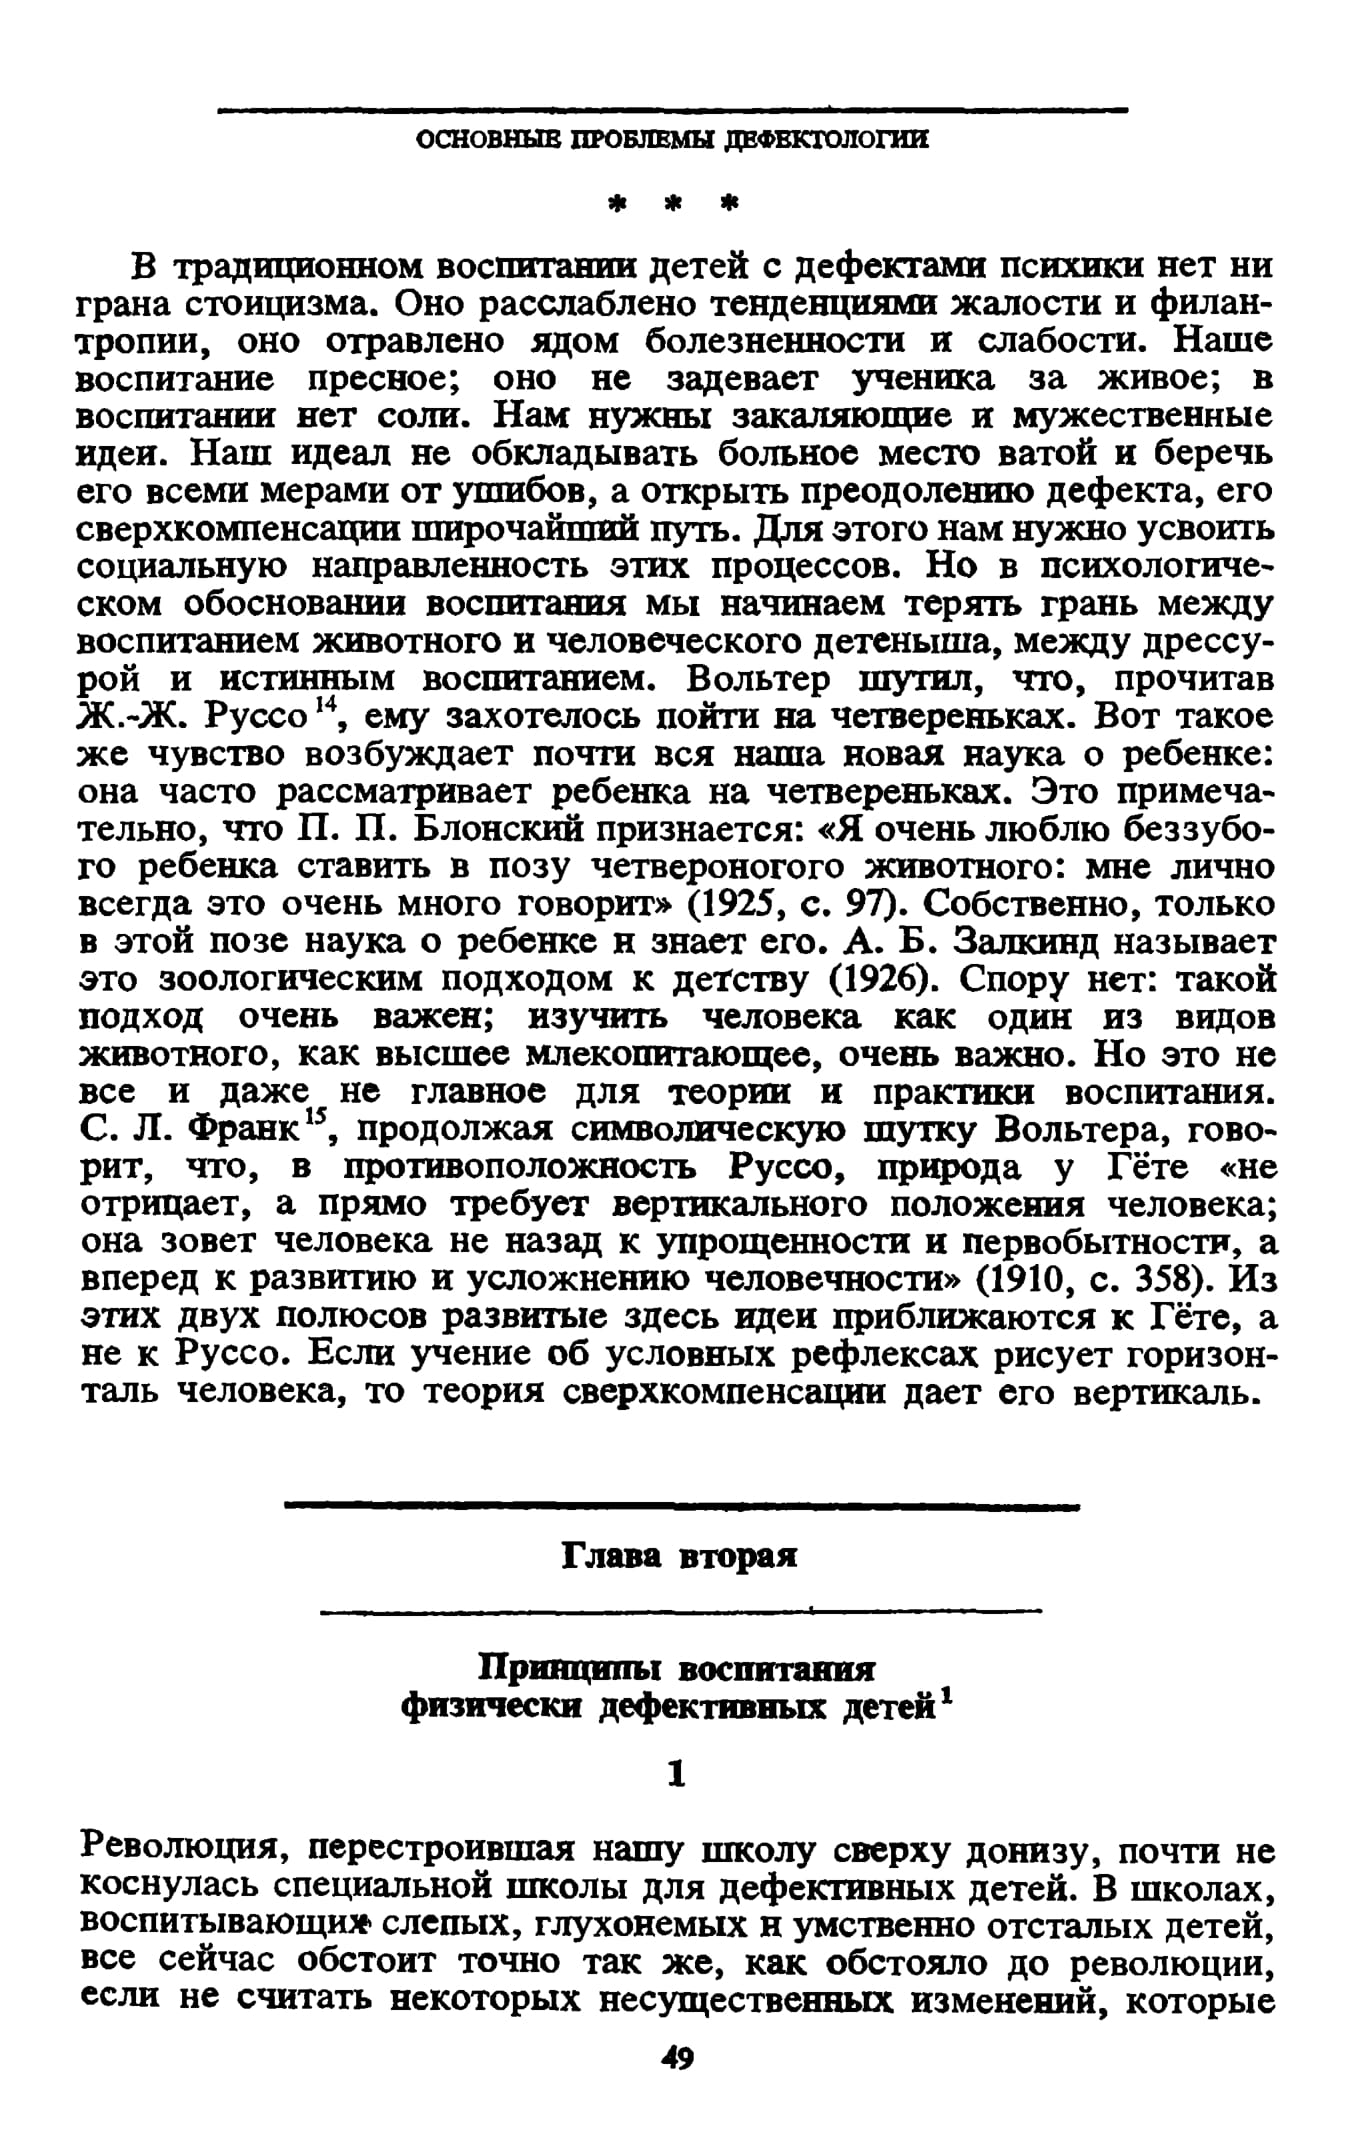 ОСНОВНЫЕ ПРОБЛЕМЫ ДЕФЕКТОЛОГИИ
* * *
В традиционном воспитании детей с дефектами психики нет ни
грана стоицизма. Оно расслаблено тенденциями жалости и филан-
тропии, оно отравлено ядом болезненности и слабости. Наше
воспитание пресное; оно не задевает ученика за живое; в
воспитании нет соли. Нам нужны закаляющие и мужественные
идеи. Наш идеал не обкладывать больное место ватой и беречь
его всеми мерами от ушибов, а открыть преодолению дефекта, его
сверхкомпенсации широчайший путь. Для этого нам нужно усвоить
социальную направленность этих процессов. Но в психологиче-
ском обосновании воспитания мы начинаем терять грань между
воспитанием животного и человеческого детеныша, между дрессу-
рой и истинным воспитанием. Вольтер шутил, что, прочитав
Ж.-Ж. Руссо 14, ему захотелось пойти на четвереньках. Вот такое
же чувство возбуждает почти вся наша новая наука о ребенке:
она часто рассматривает ребенка на четвереньках. Это примеча-
тельно, что П. П. Блонский признается: «Я очень люблю беззубо-
го ребенка ставить в позу четвероногого животного: мне лично
всегда это очень много говорит» (1925, с. 97). Собственно, только
в этой позе наука о ребенке и знает его. А. Б. Залкинд называет
это зоологическим подходом к детству (1926). Спору нет: такой
подход очень важен; изучить человека как один из видов
животного, как высшее млекопитающее, очень важно. Но это не
все и даже не главное для теории и практики воспитания.
С. Л. Франк 15, продолжая символическую шутку Вольтера, гово-
рит, что, в противоположность Руссо, природа у Гёте «не
отрицает, а прямо требует вертикального положения человека;
она зовет человека не назад к упрощенности и первобытности, а
вперед к развитию и усложнению человечности» (1910, с. 358). Из
этих двух полюсов развитые здесь идеи приближаются к Гёте, а
не к Руссо. Если учение об условных рефлексах рисует горизон-
таль человека, то теория сверхкомпенсации дает его вертикаль.
Глава вторая
Принципы воспитания
физически дефективных детей 1
1
Революция, перестроившая нашу школу сверху донизу, почти не
коснулась специальной школы для дефективных детей. В школах,
воспитывающих слепых, глухонемых и умственно отсталых детей,
все сейчас обстоит точно так же, как обстояло до революции,
если не считать некоторых несущественных изменений, которые
49